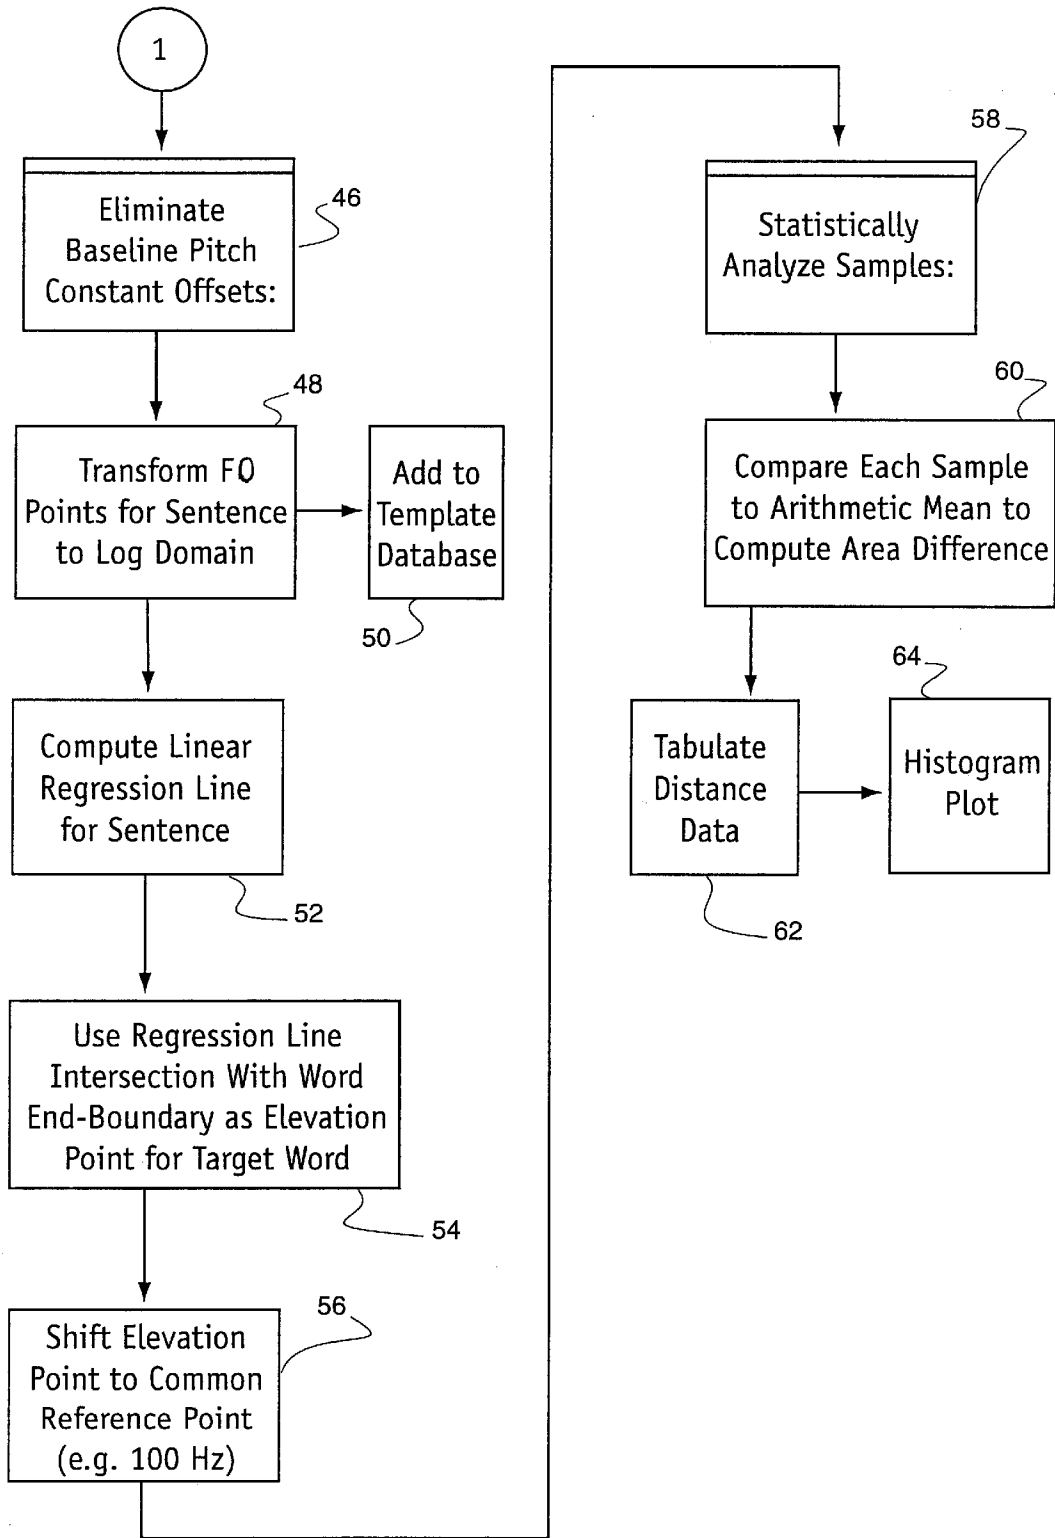 1
Eliminate
Baseline Pitch
Constant Offsets:
46
48
Transform F0
Points for Sentence
to Log Domain
Add to
Template
Database
50
Compute Linear
Regression Line
for Sentence
52
Use Regression Line
Intersection With Word
End-Boundary as Elevation
Point for Target Word
54
56
Shift Elevation
Point to Common
Reference Point
(e.g. 100 Hz)
58
Statistically
Analyze Samples:
60
Compare Each Sample
to Arithmetic Mean to
Compute Area Difference
64
Tabulate
Distance
Data
62
Histogram
Plot